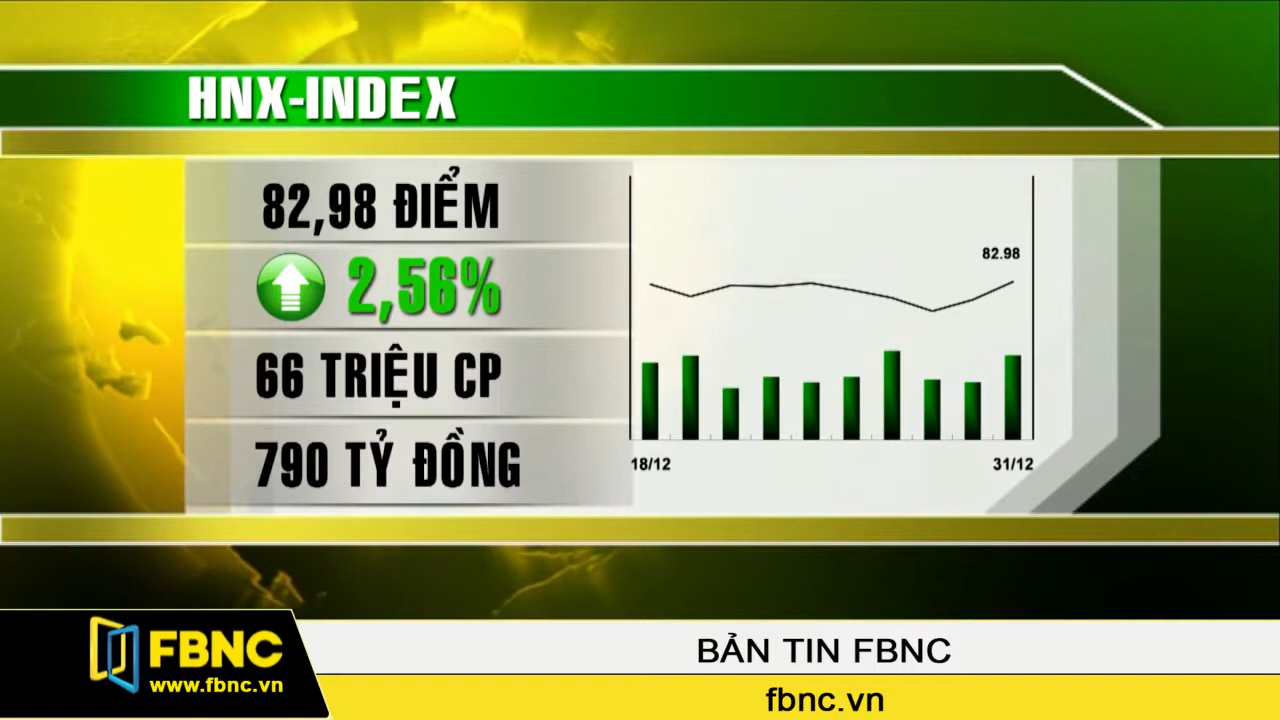 HNX-INDEX
82,98 ĐIỂM
2,56%
66 TRIỆU CP
790 TỶ ĐỒNG
82.98
18/12
31/12
FBNC
www.fbnc.vn
BẢN TIN FBNC
fbnc.vn